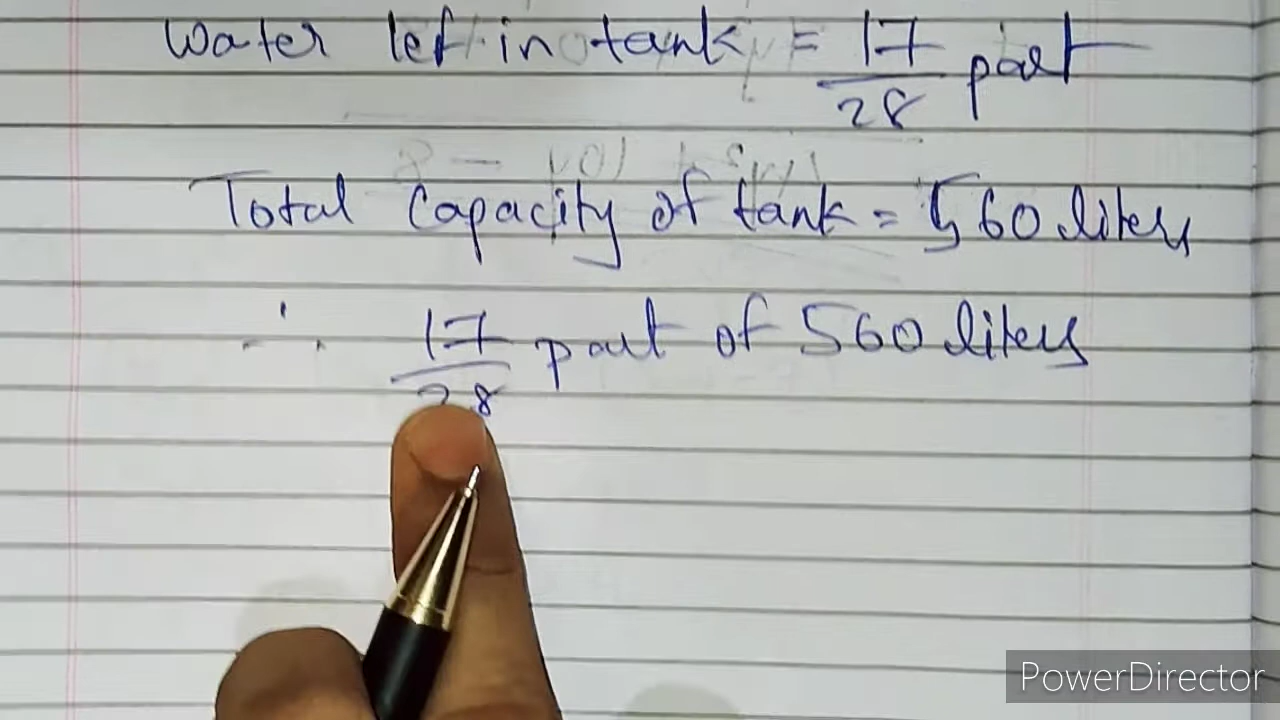 Water left in tank = 17/28 part
Total Capacity of tank = 560 liters
∴ 17/28 part of 560 liters
PowerDirector